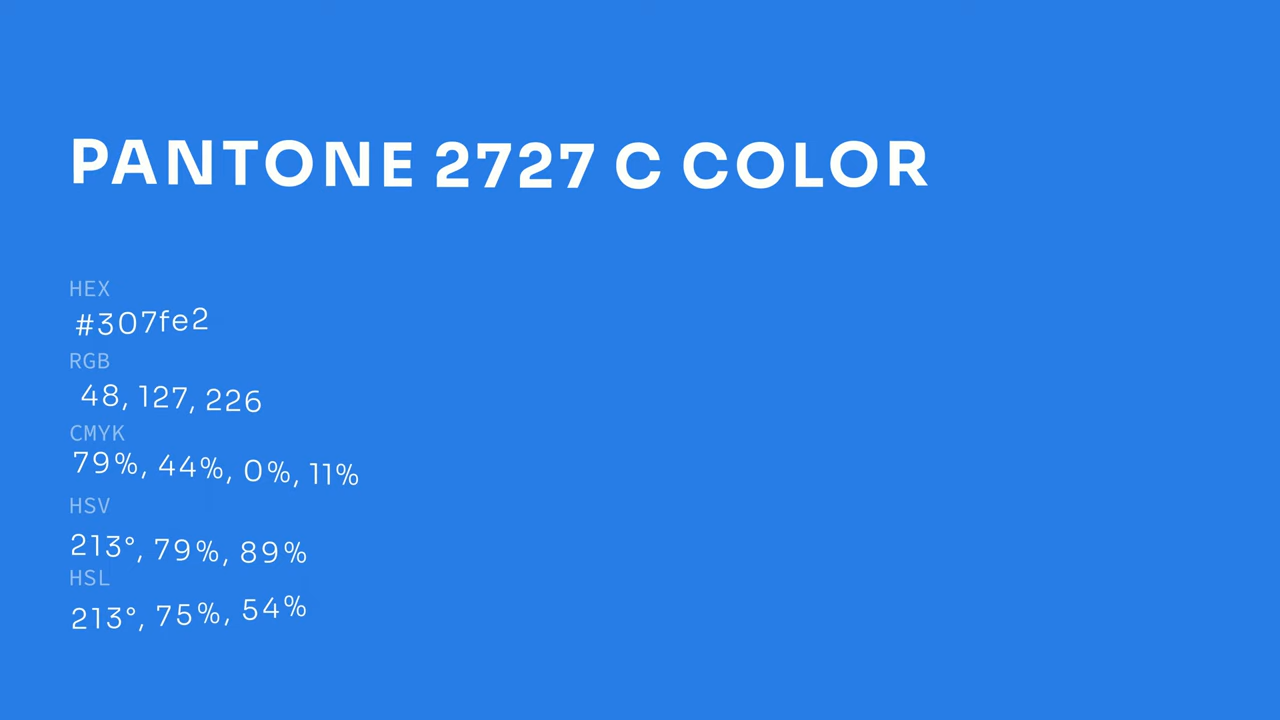 PANTONE 2727 C COLOR
HEX
#307fe2
RGB
48, 127, 226
CMYK
79%, 44%, 0%, 11%
HSV
213°, 79%, 89%
HSL
213°, 75%, 54%